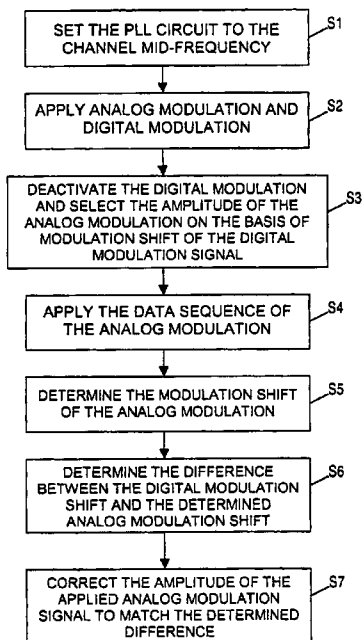 SET THE PLL CIRCUIT TO THE
CHANNEL MID-FREQUENCY
S1
APPLY ANALOG MODULATION AND
DIGITAL MODULATION
S2
DEACTIVATE THE DIGITAL MODULATION
AND SELECT THE AMPLITUDE OF THE
ANALOG MODULATION ON THE BASIS OF
MODULATION SHIFT OF THE DIGITAL
MODULATION SIGNAL
S3
APPLY THE DATA SEQUENCE OF
THE ANALOG MODULATION
S4
DETERMINE THE MODULATION SHIFT
OF THE ANALOG MODULATION
S5
DETERMINE THE DIFFERENCE
BETWEEN THE DIGITAL MODULATION
SHIFT AND THE DETERMINED
ANALOG MODULATION SHIFT
S6
CORRECT THE AMPLITUDE OF THE
APPLIED ANALOG MODULATION
SIGNAL TO MATCH THE DETERMINED
DIFFERENCE
S7